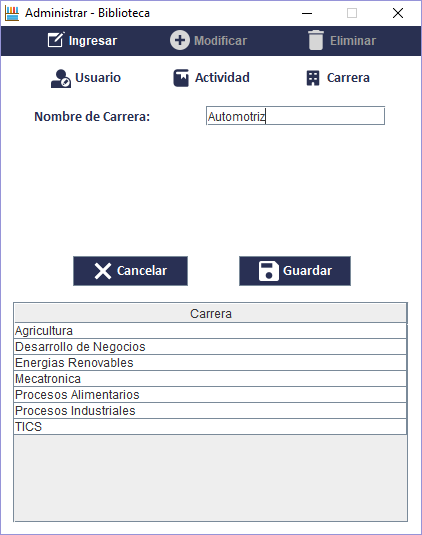 Administrar - Biblioteca
Ingresar Modificar Eliminar
Usuario Actividad Carrera
Nombre de Carrera: Automotriz
Cancelar Guardar
Carrera
Agricultura
Desarrollo de Negocios
Energias Renovables
Mecatronica
Procesos Alimentarios
Procesos Industriales
TICS